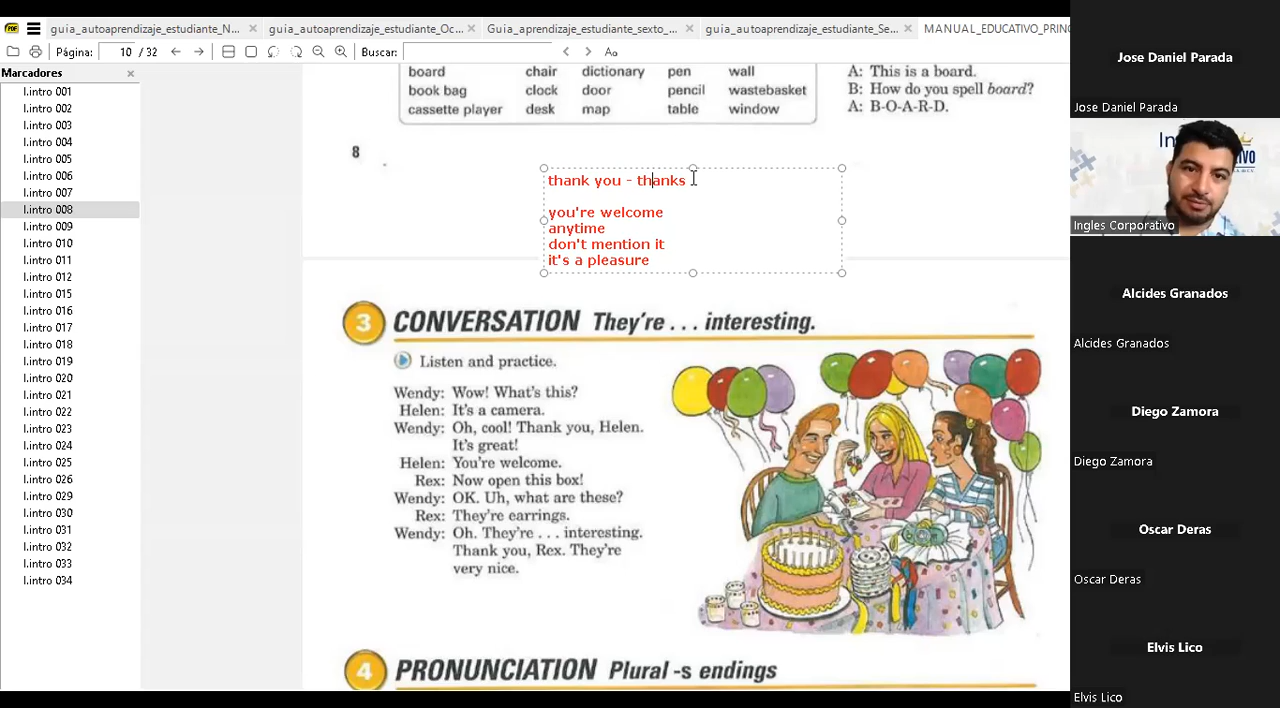 guia_autoaprendizaje_estudiante_N...
guia_autoaprendizaje_estudiante_Oc...
Guia_aprendizaje_estudiante_sexto_...
guia_autoaprendizaje_estudiante_Se...
MANUAL_EDUCATIVO_PRINC
Página: 10 / 32
Buscar:
Aa
Marcadores
I.intro 001
I.intro 002
I.intro 003
I.intro 004
I.intro 005
I.intro 006
I.intro 007
I.intro 008
I.intro 009
I.intro 010
I.intro 011
I.intro 012
I.intro 015
I.intro 016
I.intro 017
I.intro 018
I.intro 019
I.intro 020
I.intro 021
I.intro 022
I.intro 023
I.intro 024
I.intro 025
I.intro 026
I.intro 029
I.intro 030
I.intro 031
I.intro 032
I.intro 033
I.intro 034
board chair dictionary pen wall
book bag clock door pencil wastebasket
cassette player desk map table window
A: This is a board.
B: How do you spell board?
A: B-O-A-R-D.
8
thank you - thanks
you're welcome
anytime
don't mention it
it's a pleasure
3 CONVERSATION They're . . . interesting.
Listen and practice.
Wendy: Wow! What's this?
Helen: It's a camera.
Wendy: Oh, cool! Thank you, Helen.
It's great!
Helen: You're welcome.
Rex: Now open this box!
Wendy: OK. Uh, what are these?
Rex: They're earrings.
Wendy: Oh. They're . . . interesting.
Thank you, Rex. They're
very nice.
4 PRONUNCIATION Plural -s endings
Jose Daniel Parada
Jose Daniel Parada
Ingles Corporativo
Alcides Granados
Alcides Granados
Diego Zamora
Diego Zamora
Oscar Deras
Oscar Deras
Elvis Lico
Elvis Lico